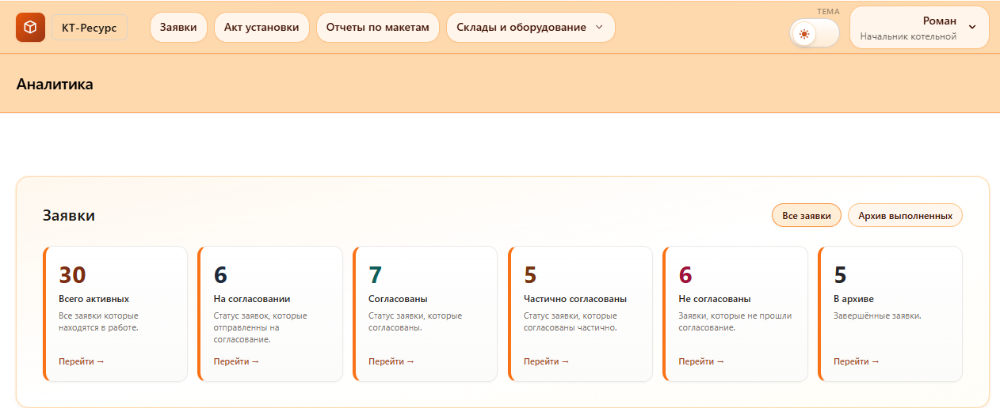 ТЕМА
КТ-Ресурс
Заявки
Акт установки
Отчеты по макетам
Склады и оборудование
Роман
Начальник котельной
Аналитика
Заявки
Все заявки
Архив выполненных
30
Всего активных
Все заявки которые
находятся в работе.
Перейти →
6
На согласовании
Статус заявок, которые
отправленны на
согласование.
Перейти →
7
Согласованы
Статус заявки, которые
согласованы.
Перейти →
5
Частично согласованы
Статус заявки, которые
согласованы частично.
Перейти →
6
Не согласованы
Заявки, которые не прошли
согласование.
Перейти →
5
В архиве
Завершённые заявки.
Перейти →